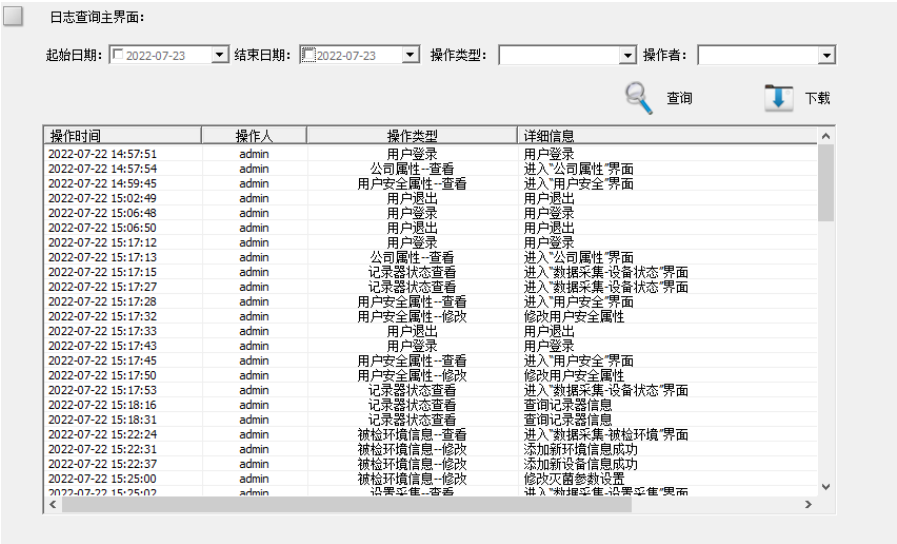 日志查询主界面：
起始日期： 2022-07-23 结束日期： 2022-07-23 操作类型： 操作者：
查询 下载
操作时间 操作人 操作类型 详细信息
2022-07-22 14:57:51 admin 用户登录 用户登录
2022-07-22 14:57:54 admin 公司属性--查看 进入"公司属性"界面
2022-07-22 14:59:45 admin 用户安全属性--查看 进入"用户安全"界面
2022-07-22 15:02:49 admin 用户退出 用户退出
2022-07-22 15:06:48 admin 用户登录 用户登录
2022-07-22 15:06:50 admin 用户退出 用户退出
2022-07-22 15:17:12 admin 用户登录 用户登录
2022-07-22 15:17:13 admin 公司属性--查看 进入"公司属性"界面
2022-07-22 15:17:15 admin 记录器状态查看 进入"数据采集-设备状态"界面
2022-07-22 15:17:27 admin 记录器状态查看 进入"数据采集-设备状态"界面
2022-07-22 15:17:28 admin 用户安全属性--查看 进入"用户安全"界面
2022-07-22 15:17:32 admin 用户安全属性--修改 修改用户安全属性
2022-07-22 15:17:33 admin 用户退出 用户退出
2022-07-22 15:17:43 admin 用户登录 用户登录
2022-07-22 15:17:45 admin 用户安全属性--查看 进入"用户安全"界面
2022-07-22 15:17:50 admin 用户安全属性--修改 修改用户安全属性
2022-07-22 15:17:53 admin 记录器状态查看 进入"数据采集-设备状态"界面
2022-07-22 15:18:16 admin 记录器状态查看 查询记录器信息
2022-07-22 15:18:31 admin 记录器状态查看 查询记录器信息
2022-07-22 15:22:24 admin 被检环境信息--查看 进入"数据采集-被检环境"界面
2022-07-22 15:22:31 admin 被检环境信息--修改 添加新环境信息成功
2022-07-22 15:22:37 admin 被检环境信息--修改 添加新设备信息成功
2022-07-22 15:25:00 admin 被检环境信息--修改 修改灭菌参数设置
2022-07-22 15:25:02 admin 设置采集--查看 进入"数据采集-设置采集"界面